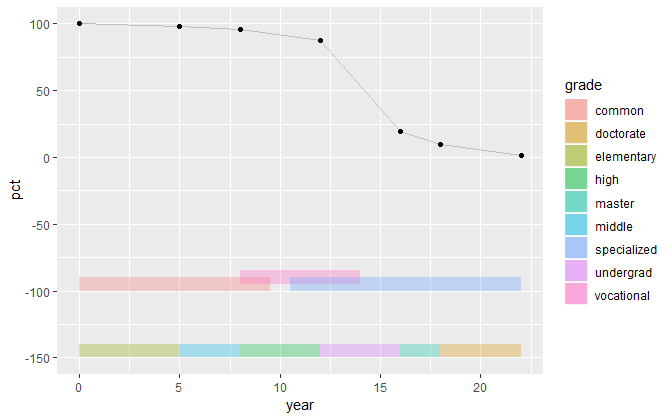 100
50
0
-50
-100
-150
pct
0
5
10
15
20
year
grade
common
doctorate
elementary
high
master
middle
specialized
undergrad
vocational